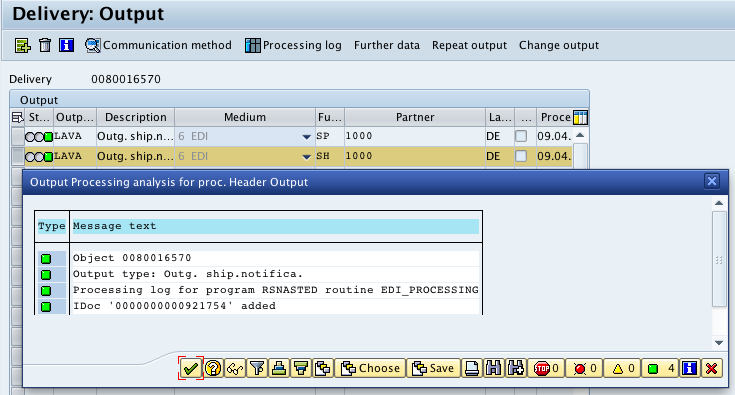 Delivery: Output
Communication method Processing log Further data Repeat output Change output
Delivery 0080016570
Output
St... Outp... Description Medium Fu... Partner La... ... Proce
LAVA Outg. ship.n... 6 EDI SP 1000 DE 09.04.
LAVA Outg. ship.n... 6 EDI SH 1000 DE 09.04.
Output Processing analysis for proc. Header Output
Type Message text
Object 0080016570
Output type: Outg. ship.notifica.
Processing log for program RSNASTED routine EDI_PROCESSING
IDoc '0000000000921754' added
Choose Save STOP 0 0 0 4